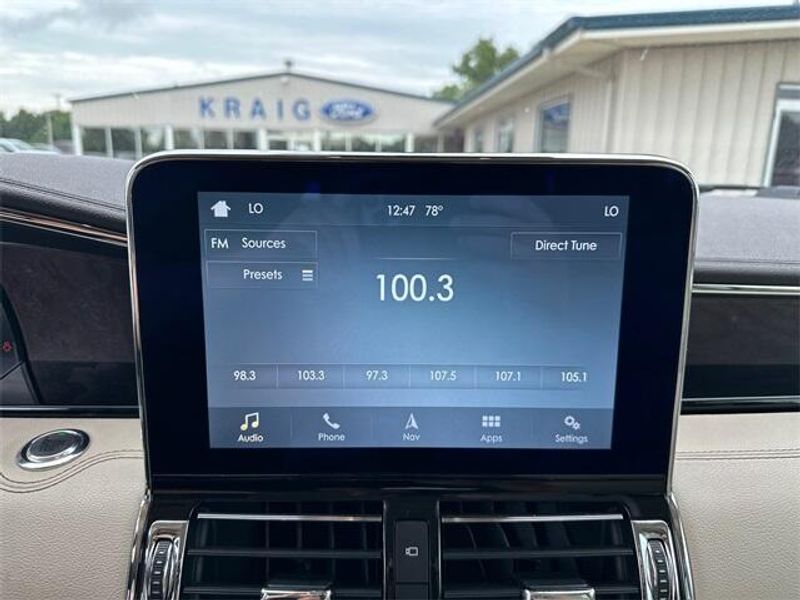 KRAIG Ford
LO 12:47 78° LO
FM Sources Direct Tune
Presets
100.3
98.3 103.3 97.3 107.5 107.1 105.1
Audio Phone Nav Apps Settings